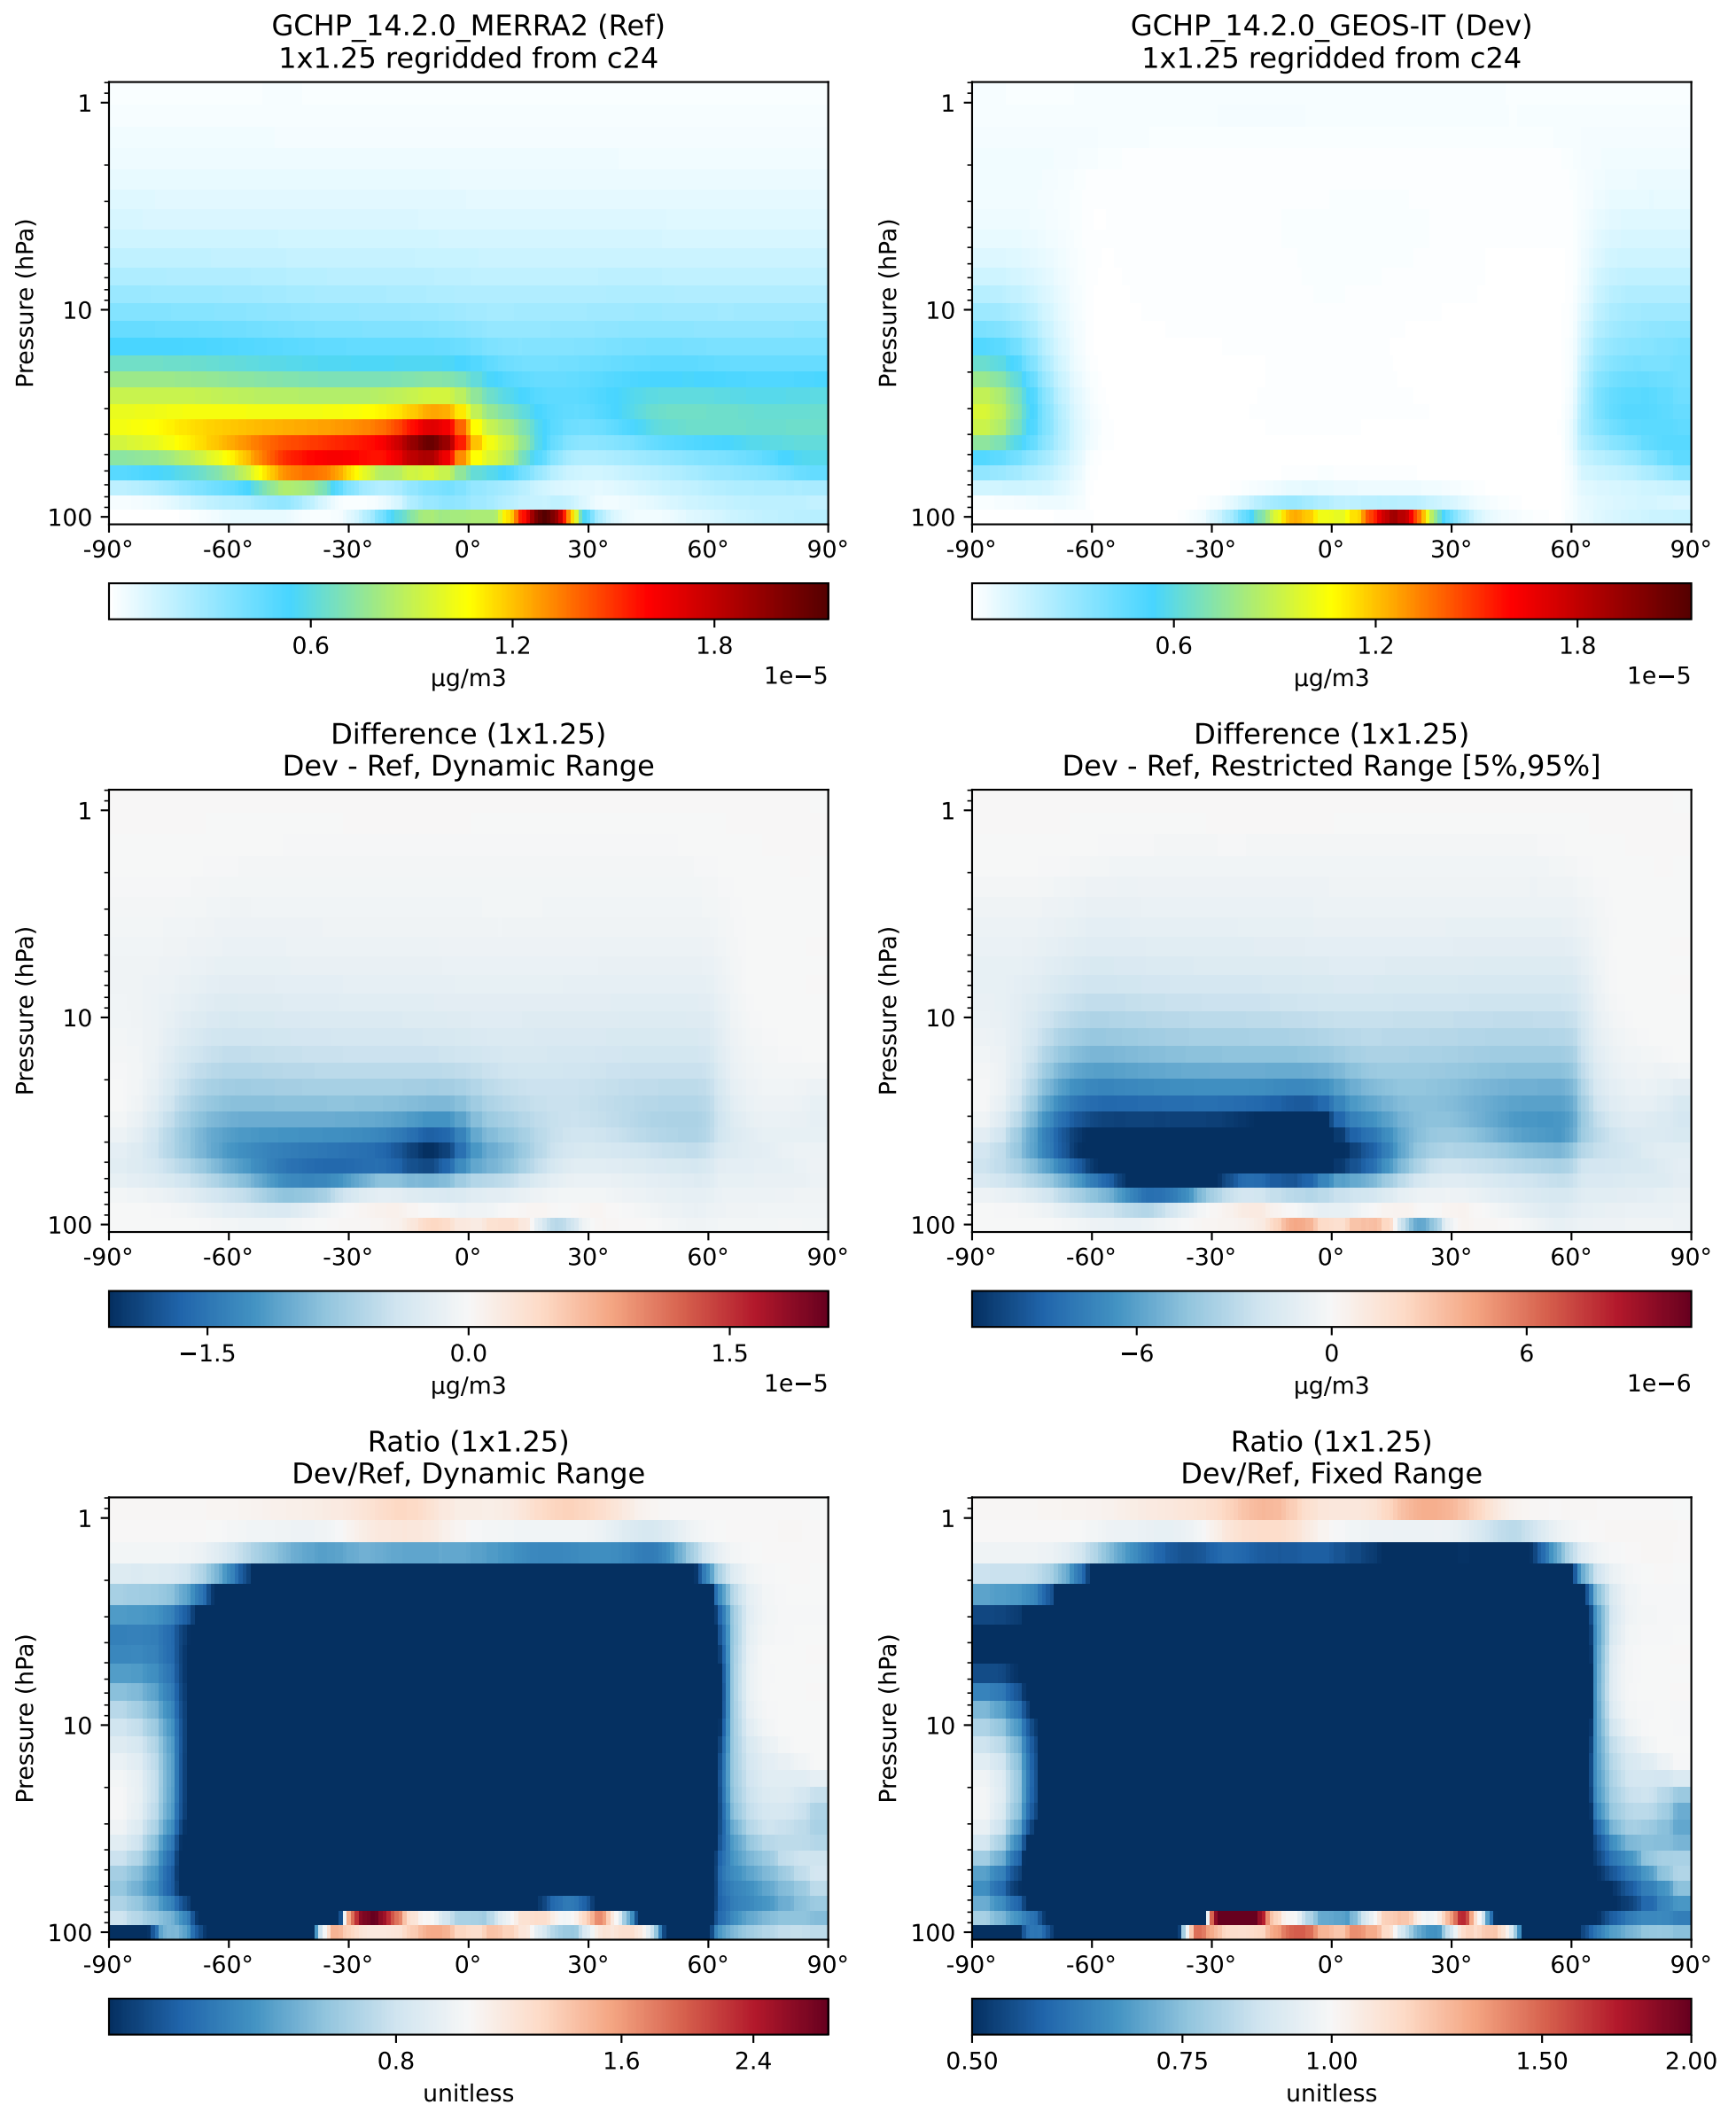 GCHP_14.2.0_MERRA2 (Ref)
1x1.25 regridded from c24
Pressure (hPa)
1
10
100
-90° -60° -30° 0° 30° 60° 90°
0.6 1.2 1.8
µg/m3 1e−5
GCHP_14.2.0_GEOS-IT (Dev)
1x1.25 regridded from c24
Pressure (hPa)
1
10
100
-90° -60° -30° 0° 30° 60° 90°
0.6 1.2 1.8
µg/m3 1e−5
Difference (1x1.25)
Dev - Ref, Dynamic Range
Pressure (hPa)
1
10
100
-90° -60° -30° 0° 30° 60° 90°
−1.5 0.0 1.5
µg/m3 1e−5
Difference (1x1.25)
Dev - Ref, Restricted Range [5%,95%]
Pressure (hPa)
1
10
100
-90° -60° -30° 0° 30° 60° 90°
−6 0 6
µg/m3 1e−6
Ratio (1x1.25)
Dev/Ref, Dynamic Range
Pressure (hPa)
1
10
100
-90° -60° -30° 0° 30° 60° 90°
0.8 1.6 2.4
unitless
Ratio (1x1.25)
Dev/Ref, Fixed Range
Pressure (hPa)
1
10
100
-90° -60° -30° 0° 30° 60° 90°
0.50 0.75 1.00 1.50 2.00
unitless